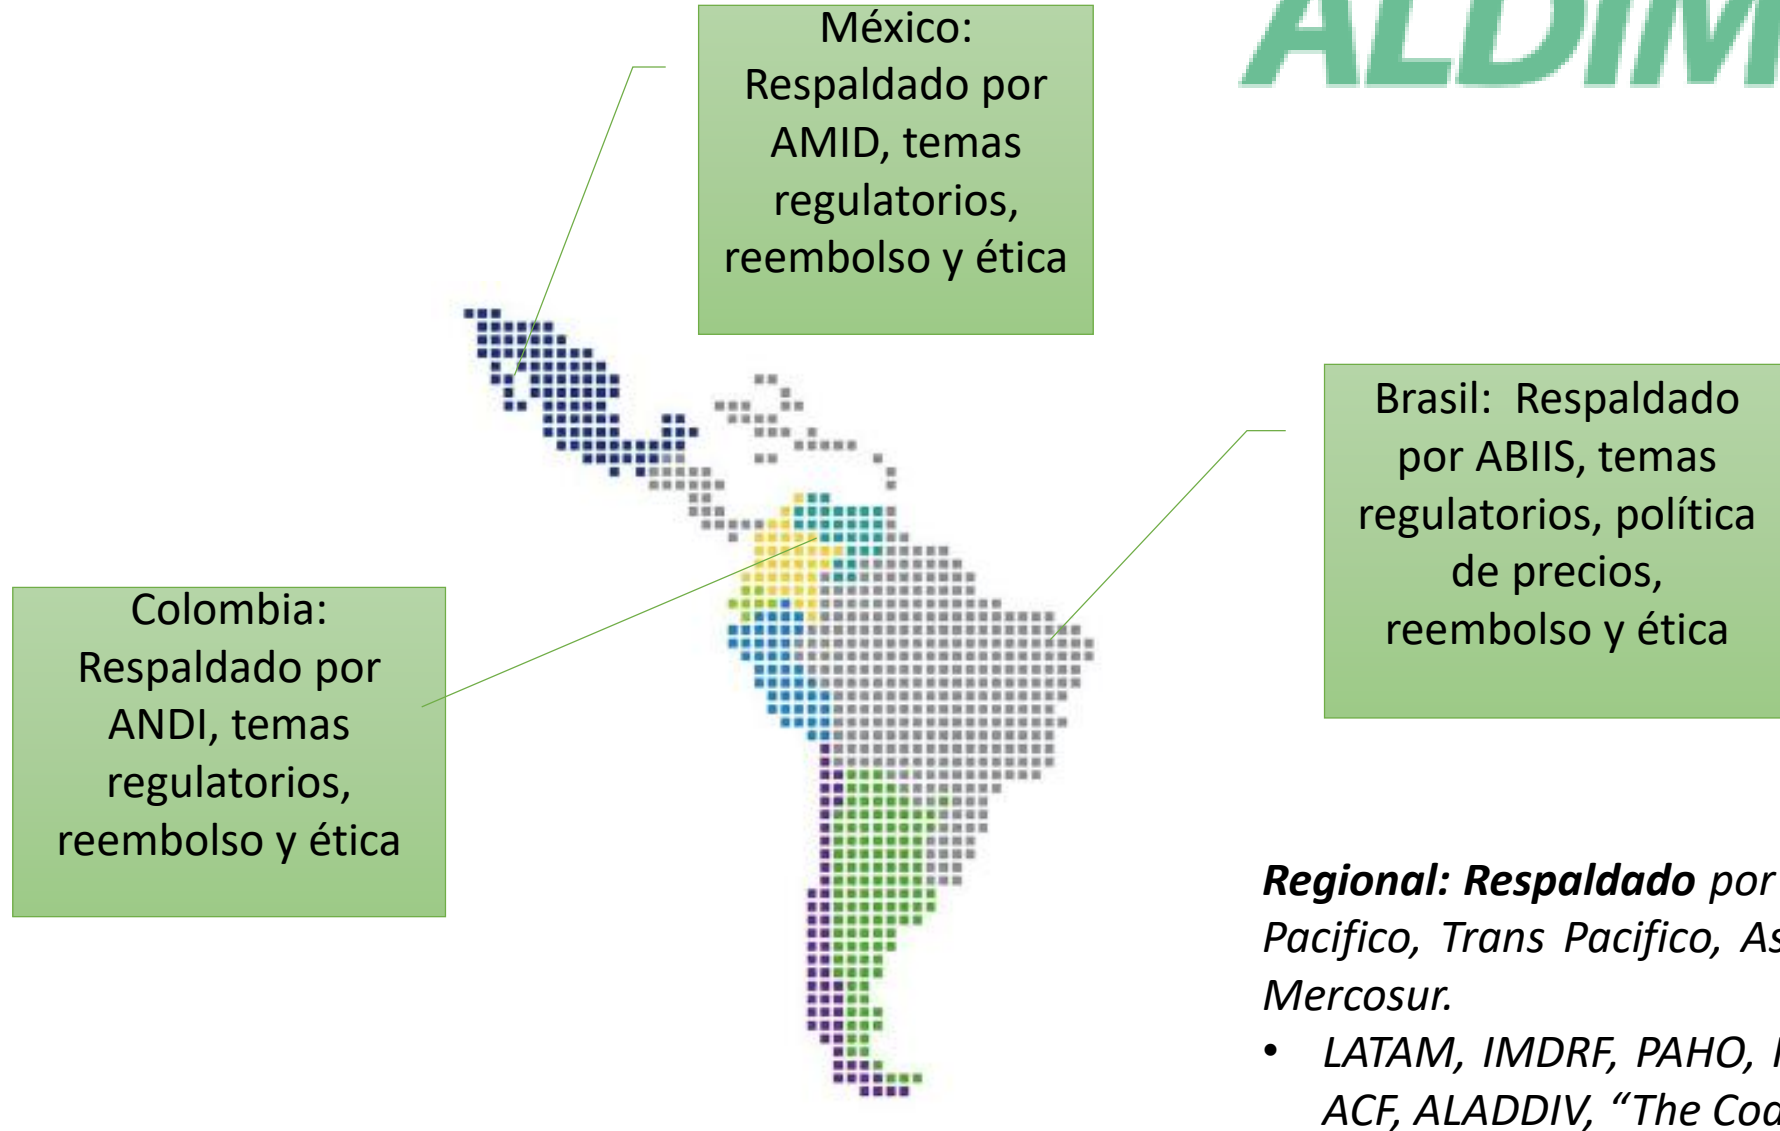 ALDIM
México:
Respaldado por
AMID, temas
regulatorios,
reembolso y ética
Brasil: Respaldado
por ABIIS, temas
regulatorios, política
de precios,
reembolso y ética
Colombia:
Respaldado por
ANDI, temas
regulatorios,
reembolso y ética
Regional: Respaldado por
Pacifico, Trans Pacifico,
Mercosur.
• LATAM, IMDRF, PAHO,
ACF, ALADDIV, “The